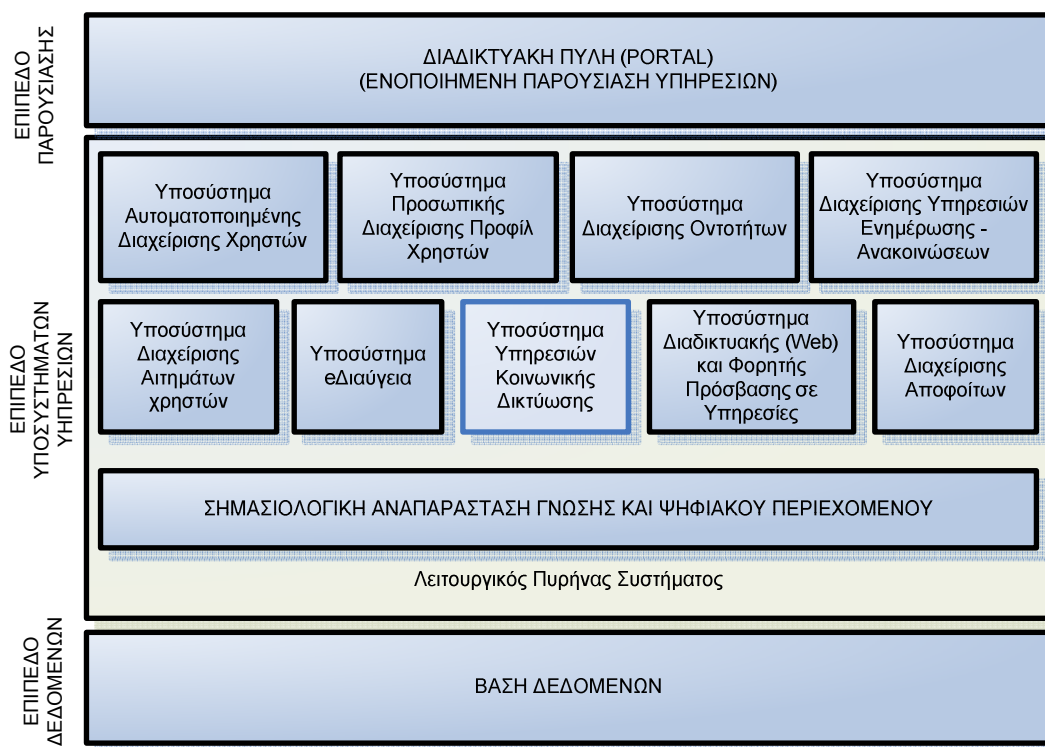 ΕΠΙΠΕΔΟ
ΠΑΡΟΥΣΙΑΣΗΣ
ΔΙΑΔΙΚΤΥΑΚΗ ΠΥΛΗ (PORTAL)
(ΕΝΟΠΟΙΗΜΕΝΗ ΠΑΡΟΥΣΙΑΣΗ ΥΠΗΡΕΣΙΩΝ)
ΕΠΙΠΕΔΟ
ΥΠΟΣΥΣΤΗΜΑΤΩΝ
ΥΠΗΡΕΣΙΩΝ
Υποσύστημα
Αυτοματοποιημένης
Διαχείρισης Χρηστών
Υποσύστημα
Προσωπικής
Διαχείρισης Προφίλ
Χρηστών
Υποσύστημα
Διαχείρισης Οντοτήτων
Υποσύστημα
Διαχείρισης Υπηρεσιών
Ενημέρωσης -
Ανακοινώσεων
Υποσύστημα
Διαχείρισης
Αιτημάτων
χρηστών
Υποσύστημα
eΔιαύγεια
Υποσύστημα
Υπηρεσιών
Κοινωνικής
Δικτύωσης
Υποσύστημα
Διαδικτυακής (Web)
και Φορητής
Πρόσβασης σε
Υπηρεσίες
Υποσύστημα
Διαχείρισης
Αποφοίτων
ΣΗΜΑΣΙΟΛΟΓΙΚΗ ΑΝΑΠΑΡΑΣΤΑΣΗ ΓΝΩΣΗΣ ΚΑΙ ΨΗΦΙΑΚΟΥ ΠΕΡΙΕΧΟΜΕΝΟΥ
Λειτουργικός Πυρήνας Συστήματος
ΕΠΙΠΕΔΟ
ΔΕΔΟΜΕΝΩΝ
ΒΑΣΗ ΔΕΔΟΜΕΝΩΝ